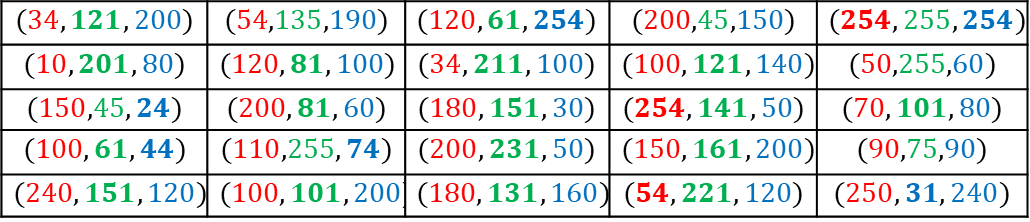 (34, 121, 200) (54,135,190) (120, 61, 254) (200,45,150) (254, 255, 254)
(10, 201, 80) (120, 81, 100) (34, 211, 100) (100, 121, 140) (50,255,60)
(150,45, 24) (200, 81, 60) (180, 151, 30) (254, 141, 50) (70, 101, 80)
(100, 61, 44) (110,255, 74) (200, 231, 50) (150, 161, 200) (90,75,90)
(240, 151, 120) (100, 101, 200) (180, 131, 160) (54, 221, 120) (250, 31, 240)